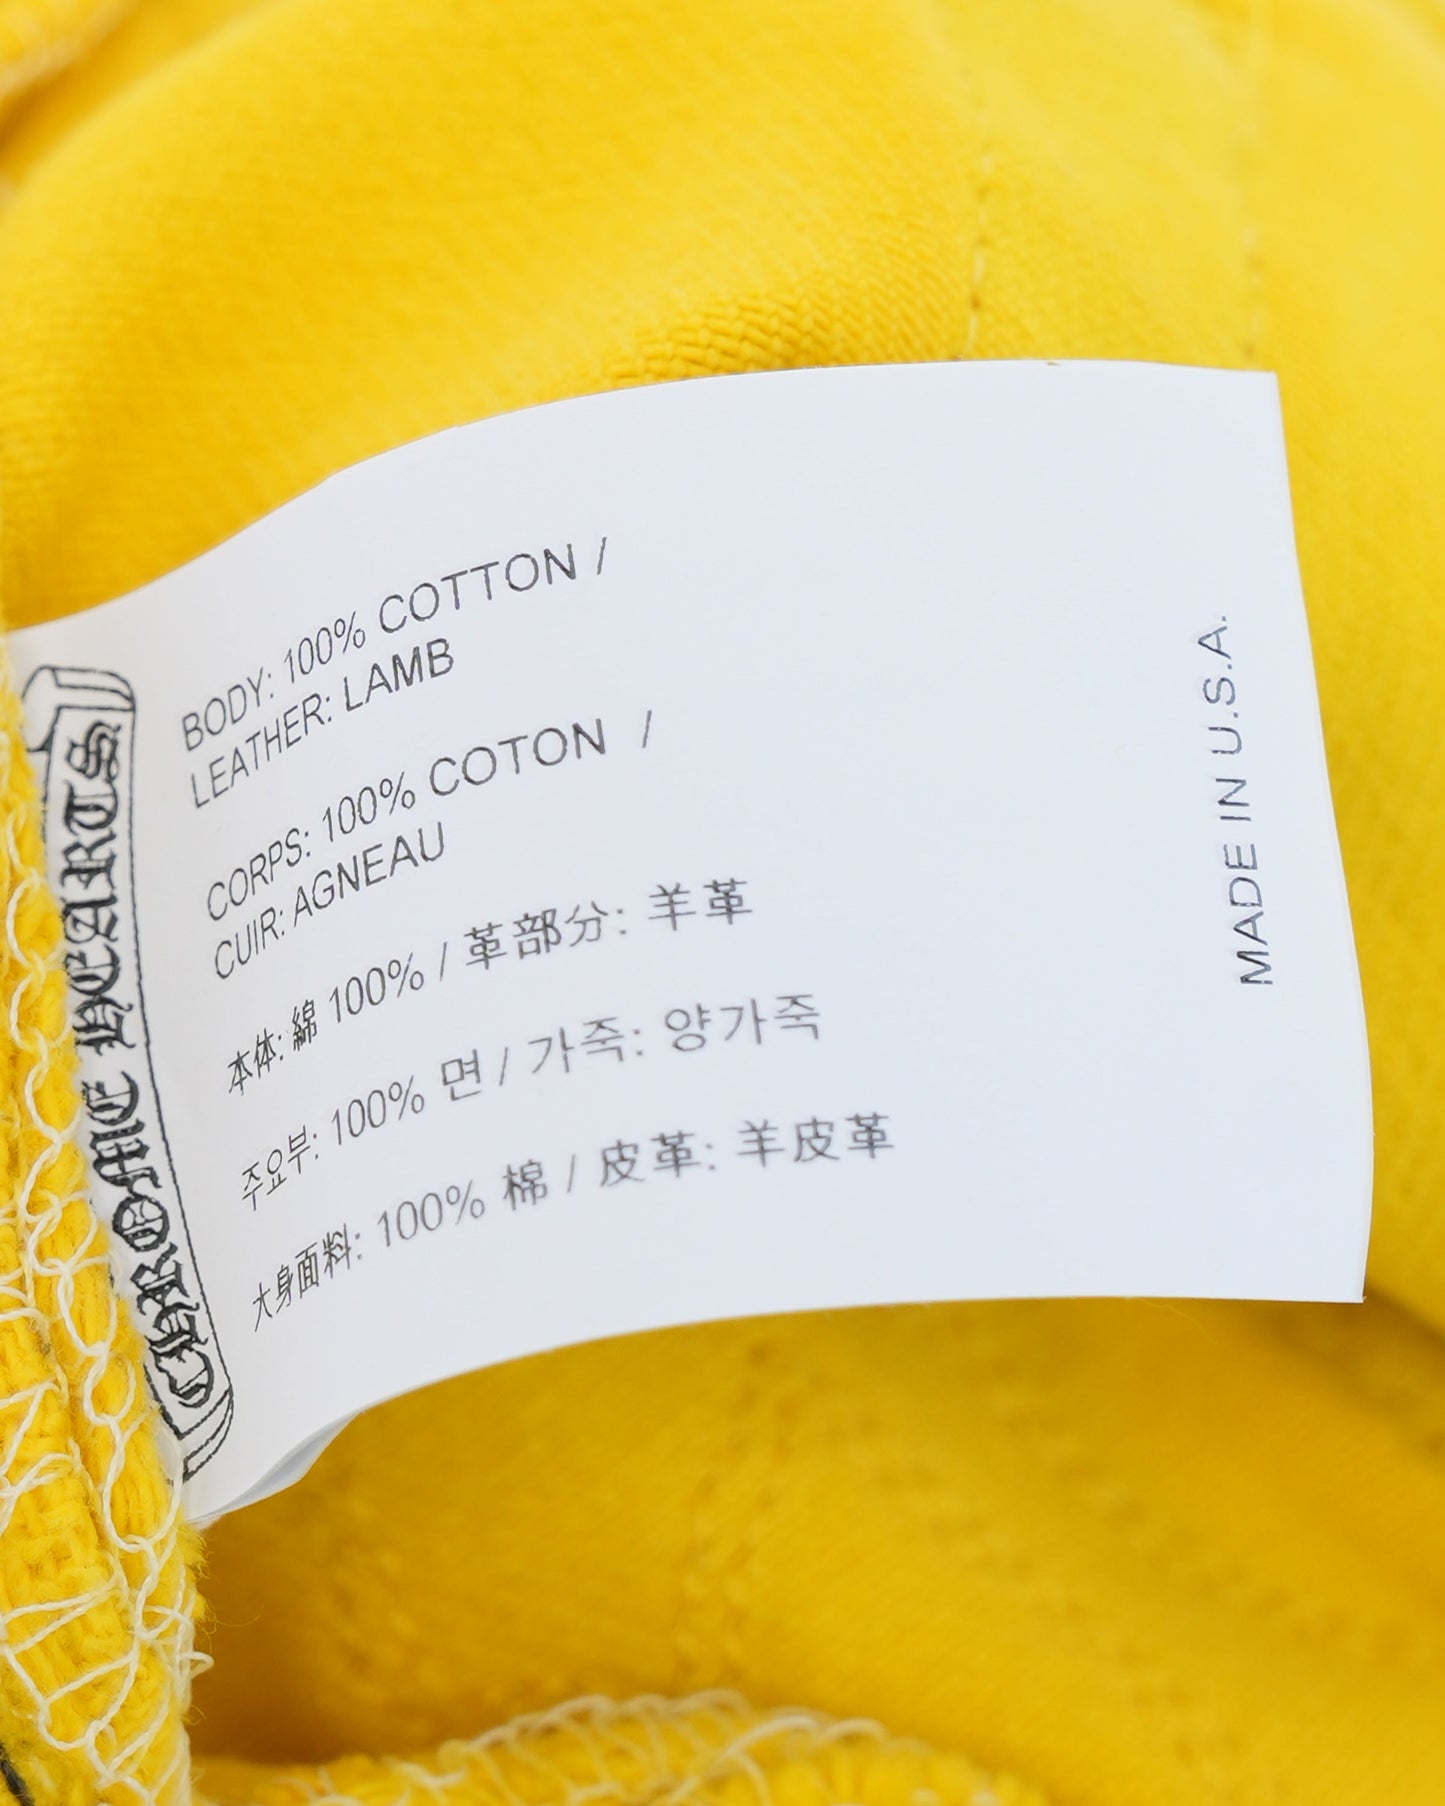 CHROME HEARTS
BODY: 100% COTTON /
LEATHER: LAMB
CORPS: 100% COTON /
CUIR: AGNEAU
本体: 綿 100% / 革部分: 羊革
주요부: 100% 면 / 가죽: 양가죽
大身面料: 100% 棉 / 皮革: 羊皮革
MADE IN U.S.A.